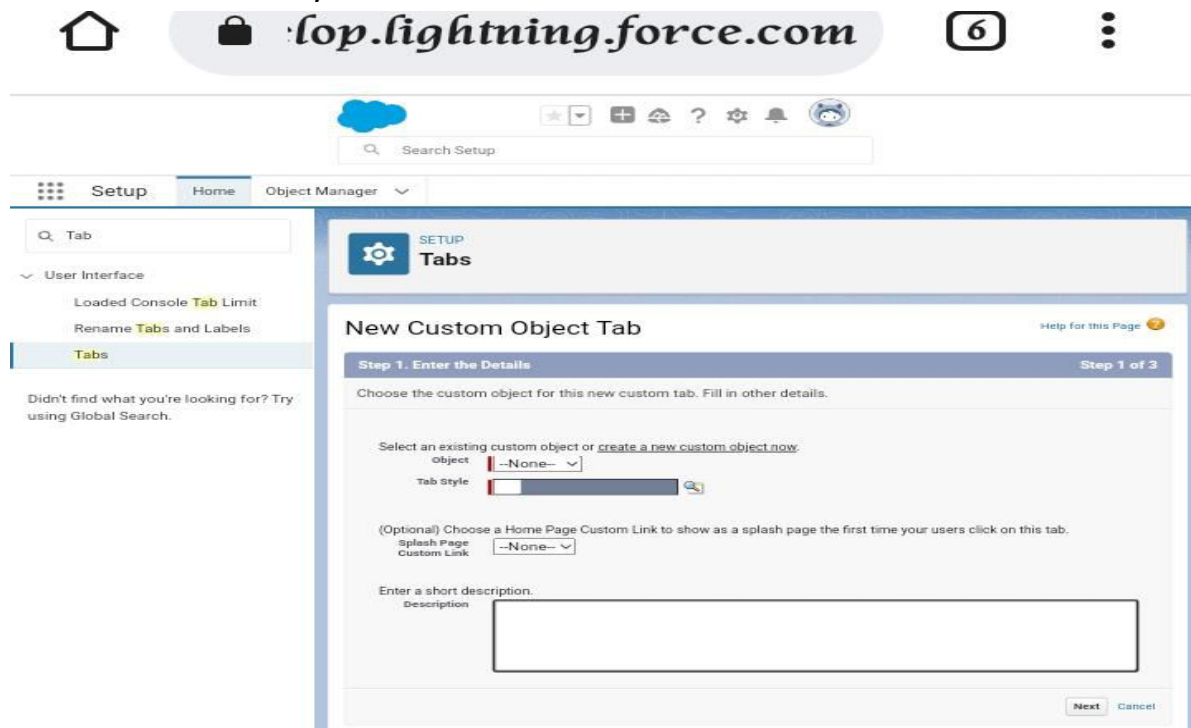 lop.lightning.force.com
6
Search Setup
Setup Home Object Manager
Tab
User Interface
Loaded Console Tab Limit
Rename Tabs and Labels
Tabs
Didn't find what you're looking for? Try
using Global Search.
SETUP
Tabs
New Custom Object Tab
Help for this Page
Step 1. Enter the Details Step 1 of 3
Choose the custom object for this new custom tab. Fill in other details.
Select an existing custom object or create a new custom object now.
Object --None--
Tab Style
(Optional) Choose a Home Page Custom Link to show as a splash page the first time your users click on this tab.
Splash Page
Custom Link --None--
Enter a short description.
Description
Next Cancel